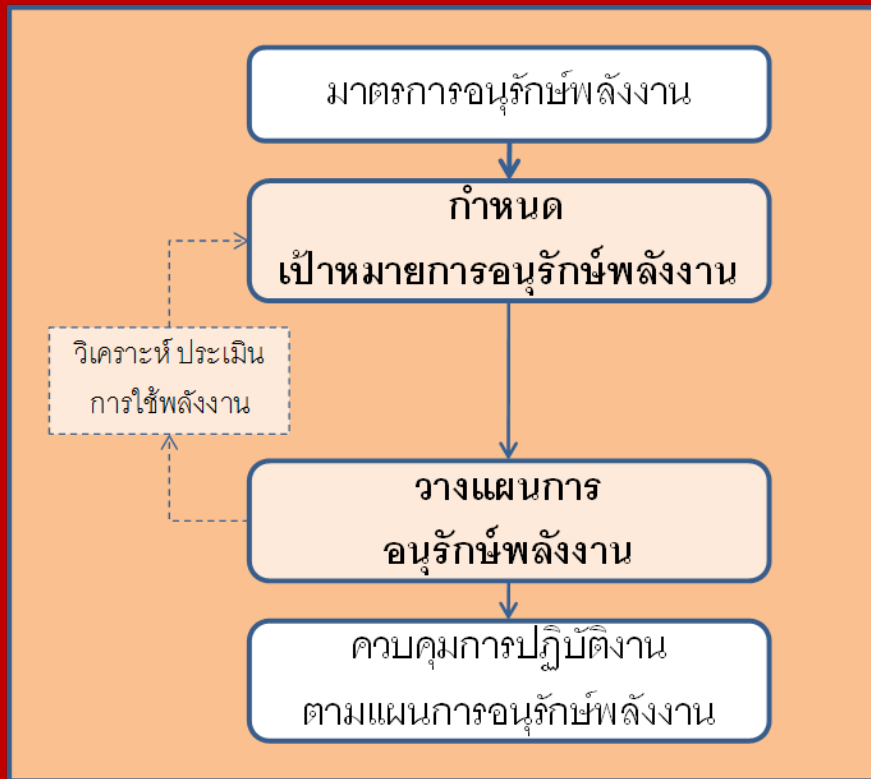 มาตรการอนุรักษ์พลังงาน
กำหนด
เป้าหมายการอนุรักษ์พลังงาน
วิเคราะห์ ประเมิน
การใช้พลังงาน
วางแผนการ
อนุรักษ์พลังงาน
ควบคุมการปฏิบัติงาน
ตามแผนการอนุรักษ์พลังงาน